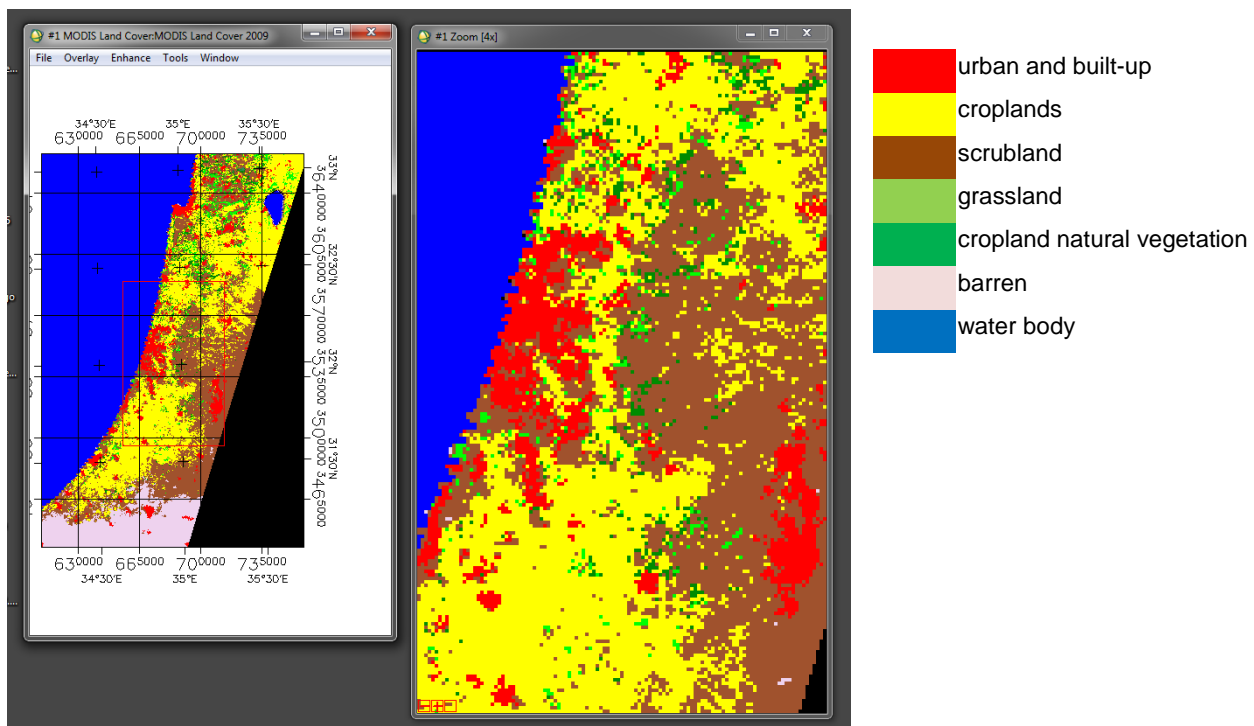 #1 MODIS Land Cover:MODIS Land Cover 2009
File Overlay Enhance Tools Window
34°30'E 35°E 35°30'E
630000 665000 700000 735000
33°N
3640000
3605000
32°30'N
3570000
32°N
3535000
3500000
31°30'N
3465000
630000 665000 700000 735000
34°30'E 35°E 35°30'E
#1 Zoom [4x]
urban and built-up
croplands
scrubland
grassland
cropland natural vegetation
barren
water body